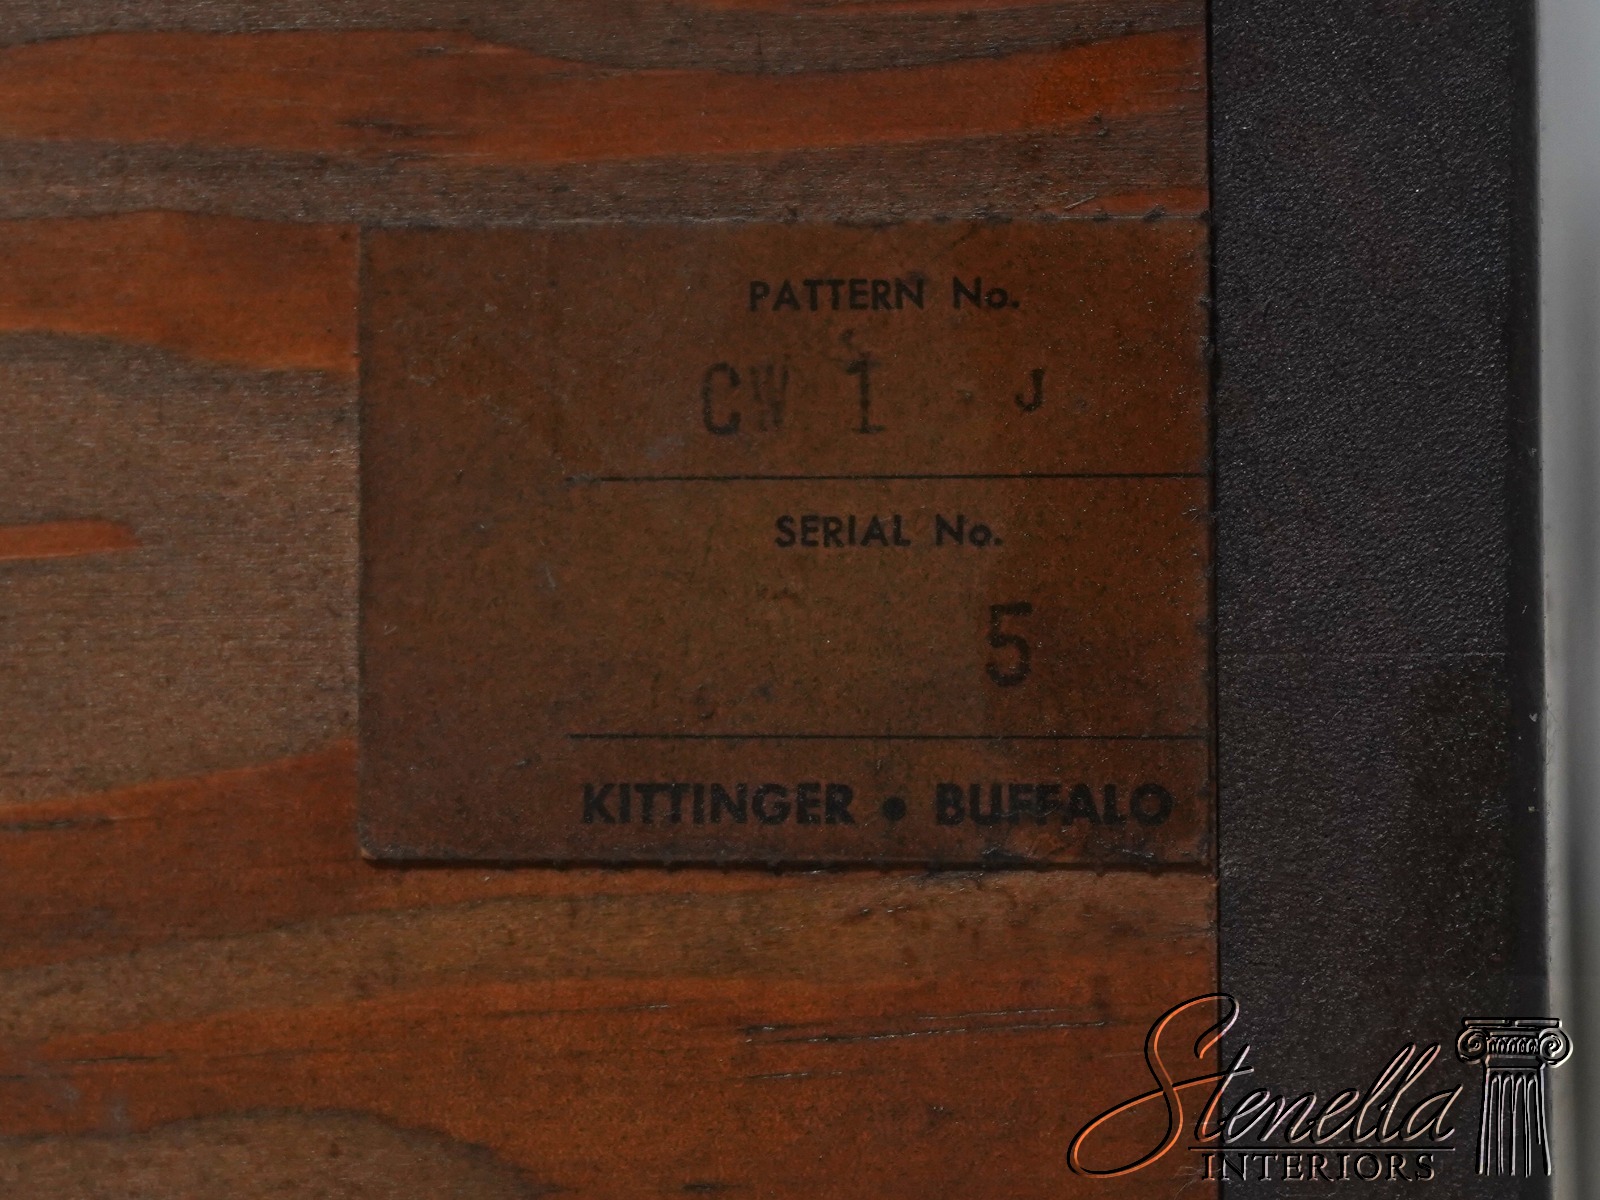 PATTERN No.
CW 1 J
SERIAL No.
5
KITTINGER • BUFFALO
Stenella
INTERIORS